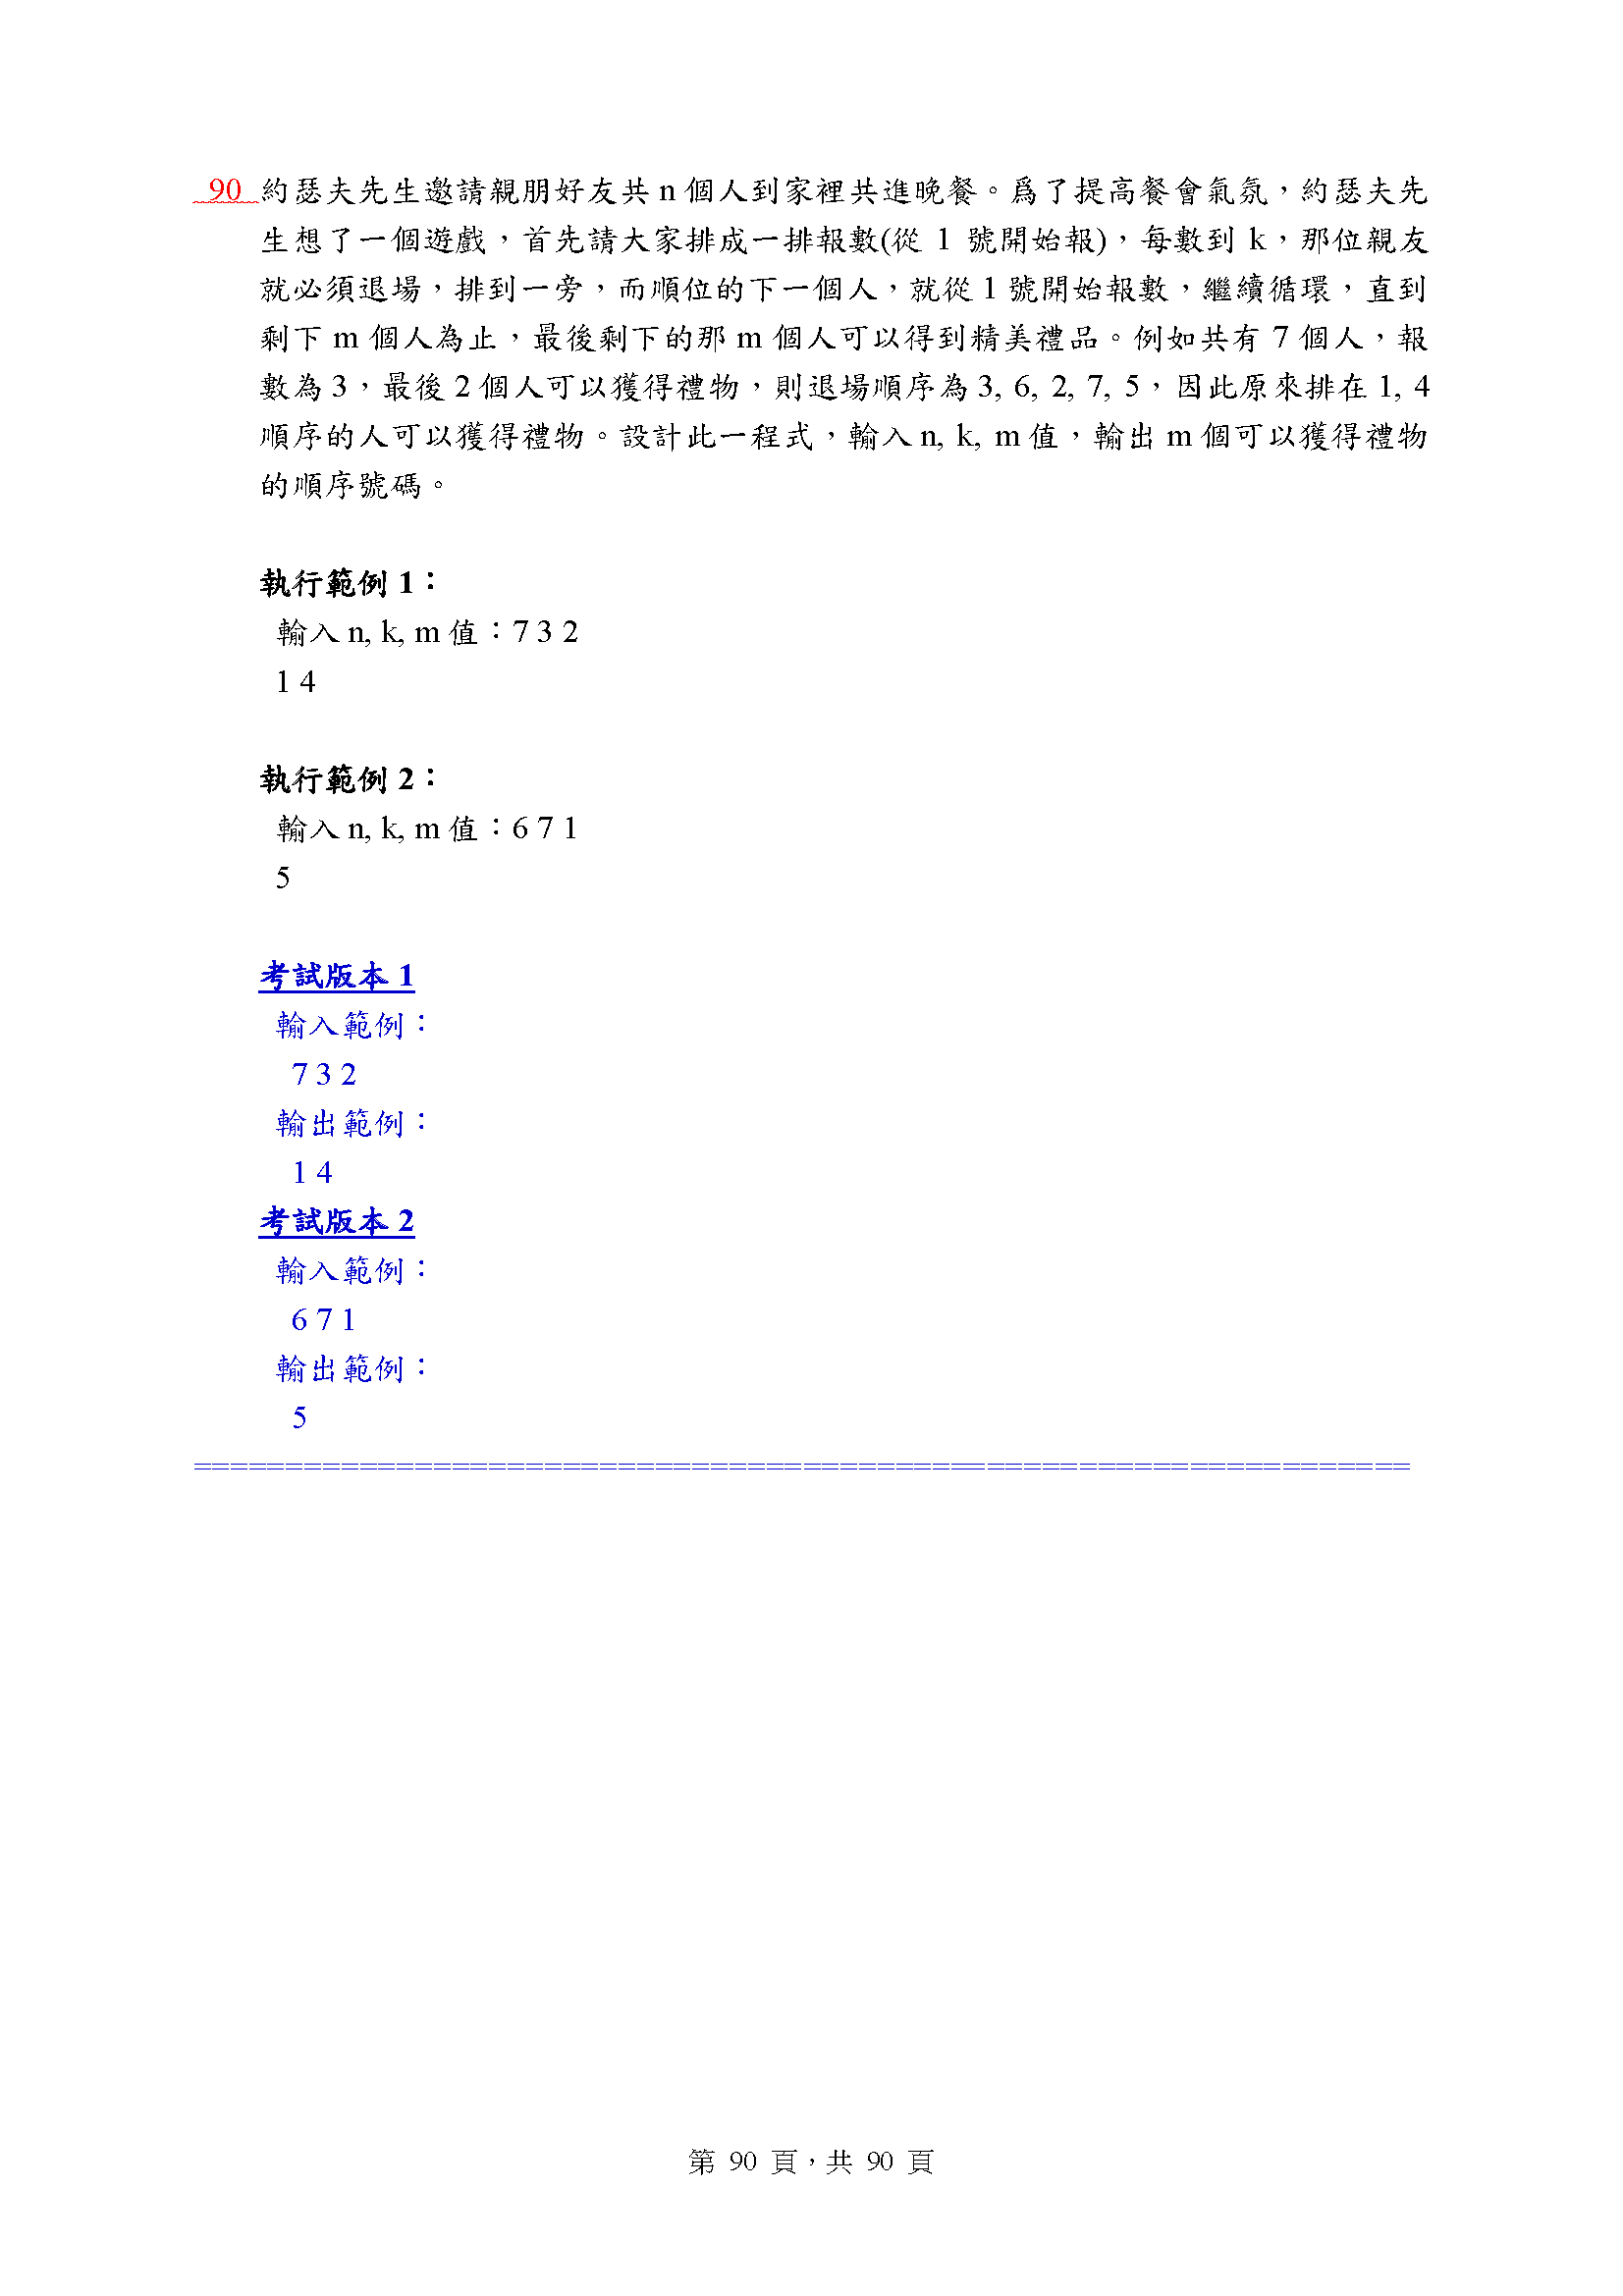 90 約瑟夫先生邀請親朋好友共 n 個人到家裡共進晚餐。爲了提高餐會氣氛，約瑟夫先
生想了一個遊戲，首先請大家排成一排報數(從 1 號開始報)，每數到 k，那位親友
就必須退場，排到一旁，而順位的下一個人，就從 1 號開始報數，繼續循環，直到
剩下 m 個人為止，最後剩下的那 m 個人可以得到精美禮品。例如共有 7 個人，報
數為 3，最後 2 個人可以獲得禮物，則退場順序為 3, 6, 2, 7, 5，因此原來排在 1, 4
順序的人可以獲得禮物。設計此一程式，輸入 n, k, m 值，輸出 m 個可以獲得禮物
的順序號碼。
執行範例 1：
輸入 n, k, m 值：7 3 2
1 4
執行範例 2：
輸入 n, k, m 值：6 7 1
5
考試版本 1
輸入範例：
7 3 2
輸出範例：
1 4
考試版本 2
輸入範例：
6 7 1
輸出範例：
5
==================================================================
第 90 頁，共 90 頁